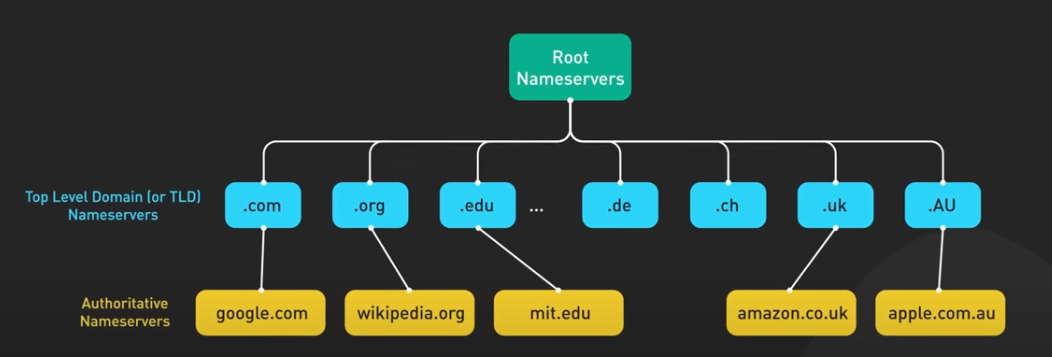 Root
Nameservers
Top Level Domain (or TLD)
Nameservers
.com
.org
.edu
...
.de
.ch
.uk
.AU
Authoritative
Nameservers
google.com
wikipedia.org
mit.edu
amazon.co.uk
apple.com.au